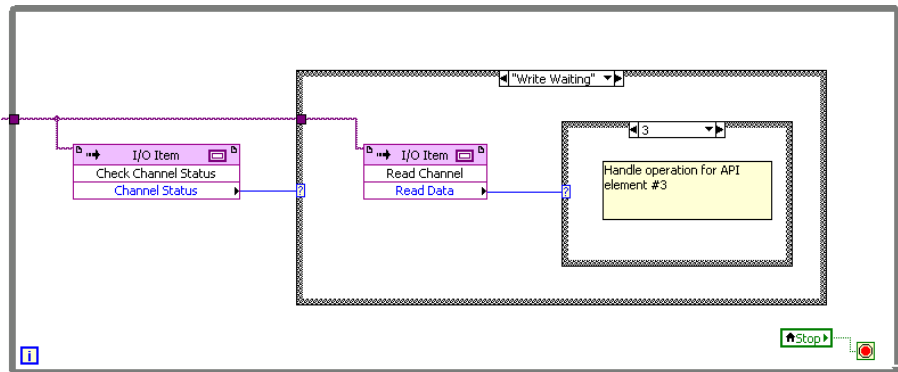 "Write Waiting"
3
I/O Item
Check Channel Status
Channel Status
?
I/O Item
Read Channel
Read Data
?
Handle operation for API
element #3
i
Stop